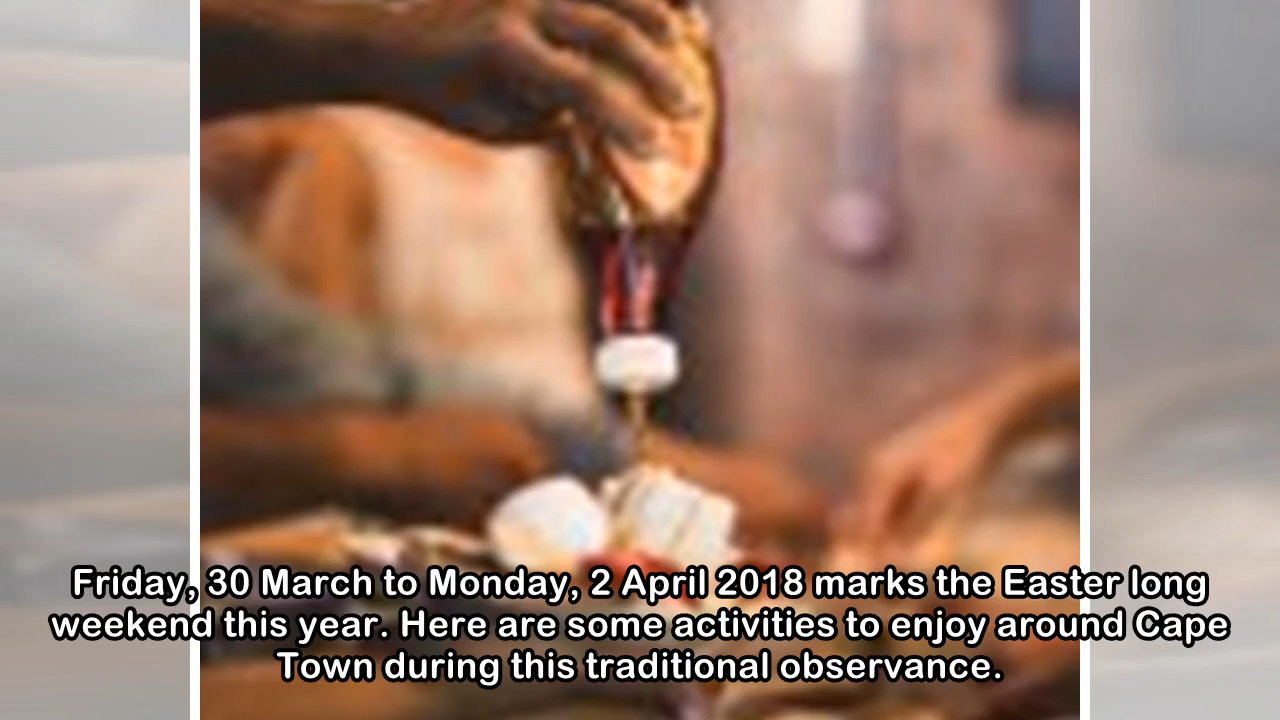 Friday, 30 March to Monday, 2 April 2018 marks the Easter long
weekend this year. Here are some activities to enjoy around Cape
Town during this traditional observance.